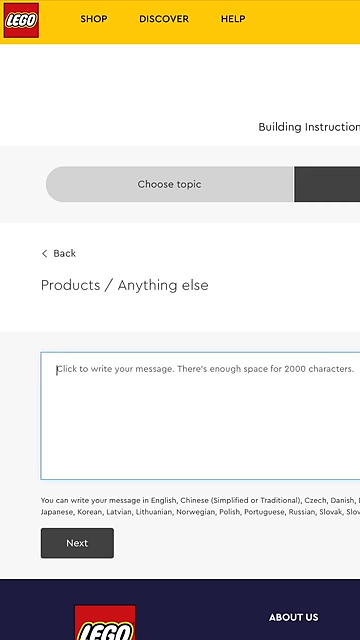 LEGO
SHOP DISCOVER HELP
Building Instruction
Choose topic
Back
Products / Anything else
Click to write your message. There's enough space for 2000 characters.
You can write your message in English, Chinese (Simplified or Traditional), Czech, Danish,
Japanese, Korean, Latvian, Lithuanian, Norwegian, Polish, Portuguese, Russian, Slovak, Slov
Next
LEGO
ABOUT US